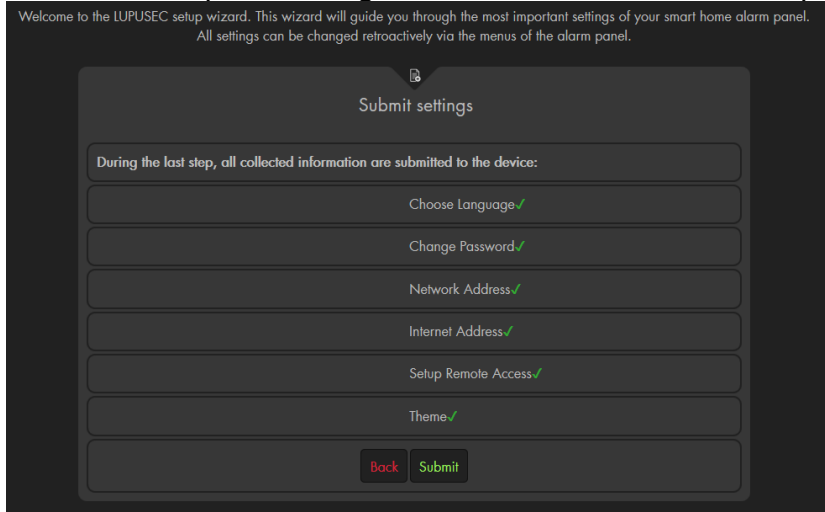 Welcome to the LUPUSEC setup wizard. This wizard will guide you through the most important settings of your smart home alarm panel.
All settings can be changed retroactively via the menus of the alarm panel.
Submit settings
During the last step, all collected information are submitted to the device:
Choose Language✓
Change Password✓
Network Address✓
Internet Address✓
Setup Remote Access✓
Theme✓
Back Submit